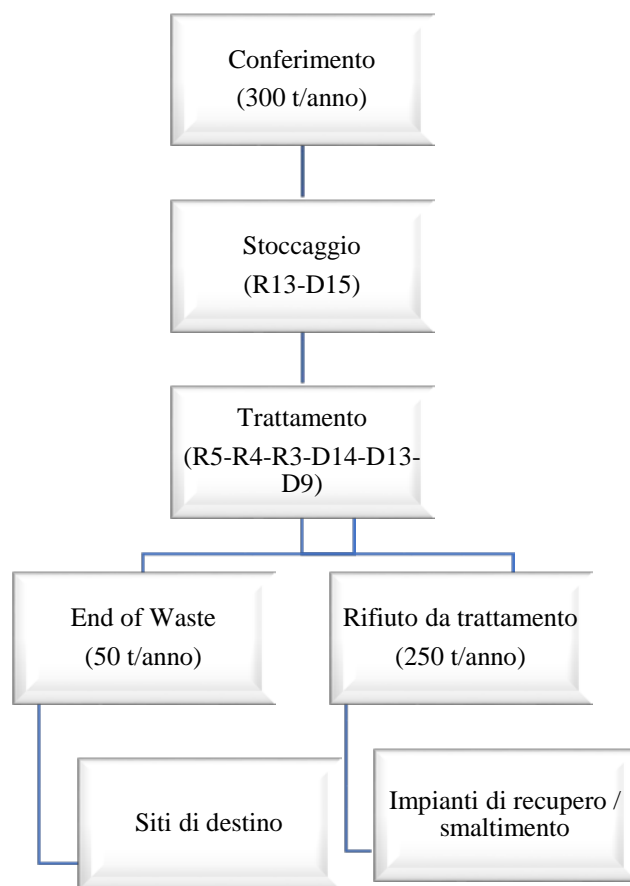 Conferimento
(300 t/anno)
Stoccaggio
(R13-D15)
Trattamento
(R5-R4-R3-D14-D13-
D9)
End of Waste
(50 t/anno)
Rifiuto da trattamento
(250 t/anno)
Siti di destino
Impianti di recupero /
smaltimento